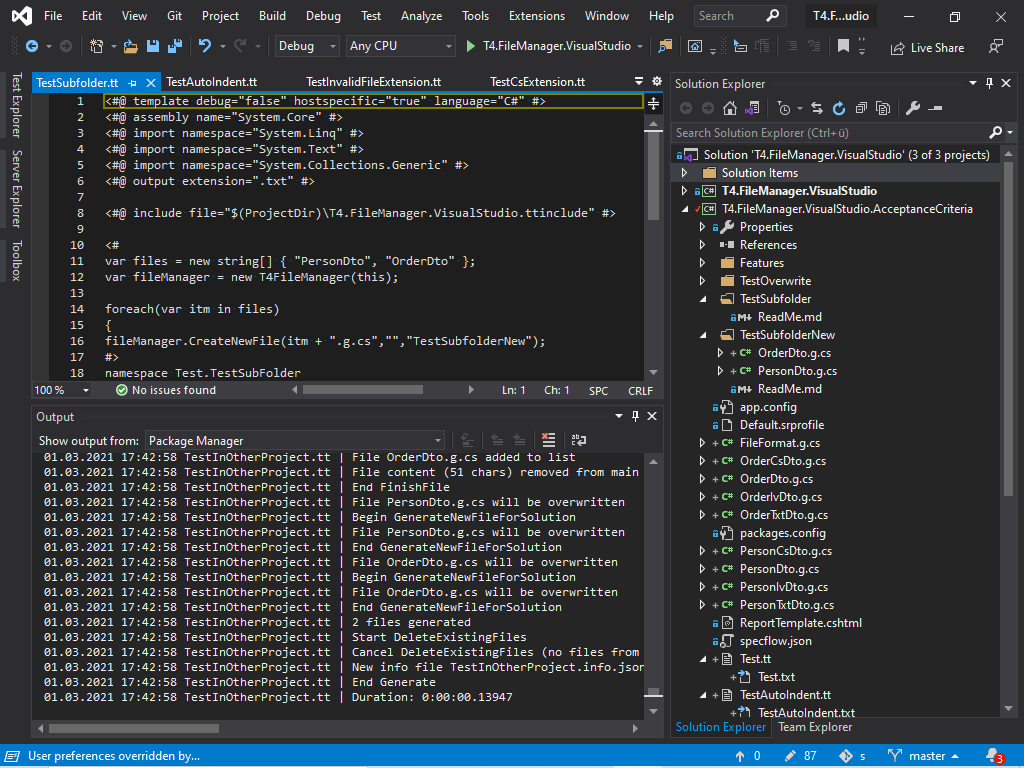 File Edit View Git Project Build Debug Test Analyze Tools Extensions Window Help Search T4.F...udio
Debug Any CPU T4.FileManager.VisualStudio Live Share
Test Explorer
Server Explorer
Toolbox
TestSubfolder.tt TestAutoIndent.tt TestInvalidFileExtension.tt TestCsExtension.tt
1 <#@ template debug="false" hostspecific="true" language="C#" #>
2 <#@ assembly name="System.Core" #>
3 <#@ import namespace="System.Linq" #>
4 <#@ import namespace="System.Text" #>
5 <#@ import namespace="System.Collections.Generic" #>
6 <#@ output extension=".txt" #>
7
8 <#@ include file="$(ProjectDir)\T4.FileManager.VisualStudio.ttinclude" #>
9
10 <#
11 var files = new string[] { "PersonDto", "OrderDto" };
12 var fileManager = new T4FileManager(this);
13
14 foreach(var itm in files)
15 {
16 fileManager.CreateNewFile(itm + ".g.cs","","TestSubfolderNew");
17 #>
18 namespace Test.TestSubFolder
100 % No issues found Ln: 1 Ch: 1 SPC CRLF
Output
Show output from: Package Manager
01.03.2021 17:42:58 TestInOtherProject.tt | File OrderDto.g.cs added to list
01.03.2021 17:42:58 TestInOtherProject.tt | File content (51 chars) removed from main
01.03.2021 17:42:58 TestInOtherProject.tt | End FinishFile
01.03.2021 17:42:58 TestInOtherProject.tt | File PersonDto.g.cs will be overwritten
01.03.2021 17:42:58 TestInOtherProject.tt | Begin GenerateNewFileForSolution
01.03.2021 17:42:58 TestInOtherProject.tt | File PersonDto.g.cs will be overwritten
01.03.2021 17:42:58 TestInOtherProject.tt | End GenerateNewFileForSolution
01.03.2021 17:42:58 TestInOtherProject.tt | File OrderDto.g.cs will be overwritten
01.03.2021 17:42:58 TestInOtherProject.tt | Begin GenerateNewFileForSolution
01.03.2021 17:42:58 TestInOtherProject.tt | File OrderDto.g.cs will be overwritten
01.03.2021 17:42:58 TestInOtherProject.tt | End GenerateNewFileForSolution
01.03.2021 17:42:58 TestInOtherProject.tt | 2 files generated
01.03.2021 17:42:58 TestInOtherProject.tt | Start DeleteExistingFiles
01.03.2021 17:42:58 TestInOtherProject.tt | Cancel DeleteExistingFiles (no files from
01.03.2021 17:42:58 TestInOtherProject.tt | New info file TestInOtherProject.info.json
01.03.2021 17:42:58 TestInOtherProject.tt | End Generate
01.03.2021 17:42:58 TestInOtherProject.tt | Duration: 0:00:00.13947
Solution Explorer
Search Solution Explorer (Ctrl+ü)
Solution 'T4.FileManager.VisualStudio' (3 of 3 projects)
Solution Items
C# T4.FileManager.VisualStudio
C# T4.FileManager.VisualStudio.AcceptanceCriteria
Properties
References
Features
TestOverwrite
TestSubfolder
M+ ReadMe.md
TestSubfolderNew
+ C# OrderDto.g.cs
+ C# PersonDto.g.cs
M+ ReadMe.md
app.config
Default.srprofile
+ C# FileFormat.g.cs
+ C# OrderCsDto.g.cs
+ C# OrderDto.g.cs
+ C# OrderIvDto.g.cs
+ C# OrderTxtDto.g.cs
packages.config
+ C# PersonCsDto.g.cs
+ C# PersonDto.g.cs
+ C# PersonIvDto.g.cs
+ C# PersonTxtDto.g.cs
ReportTemplate.cshtml
specflow.json
+ Test.tt
+ Test.txt
+ TestAutoIndent.tt
+ TestAutoIndent.txt
Solution Explorer Team Explorer
User preferences overridden by... 0 87 s master 3